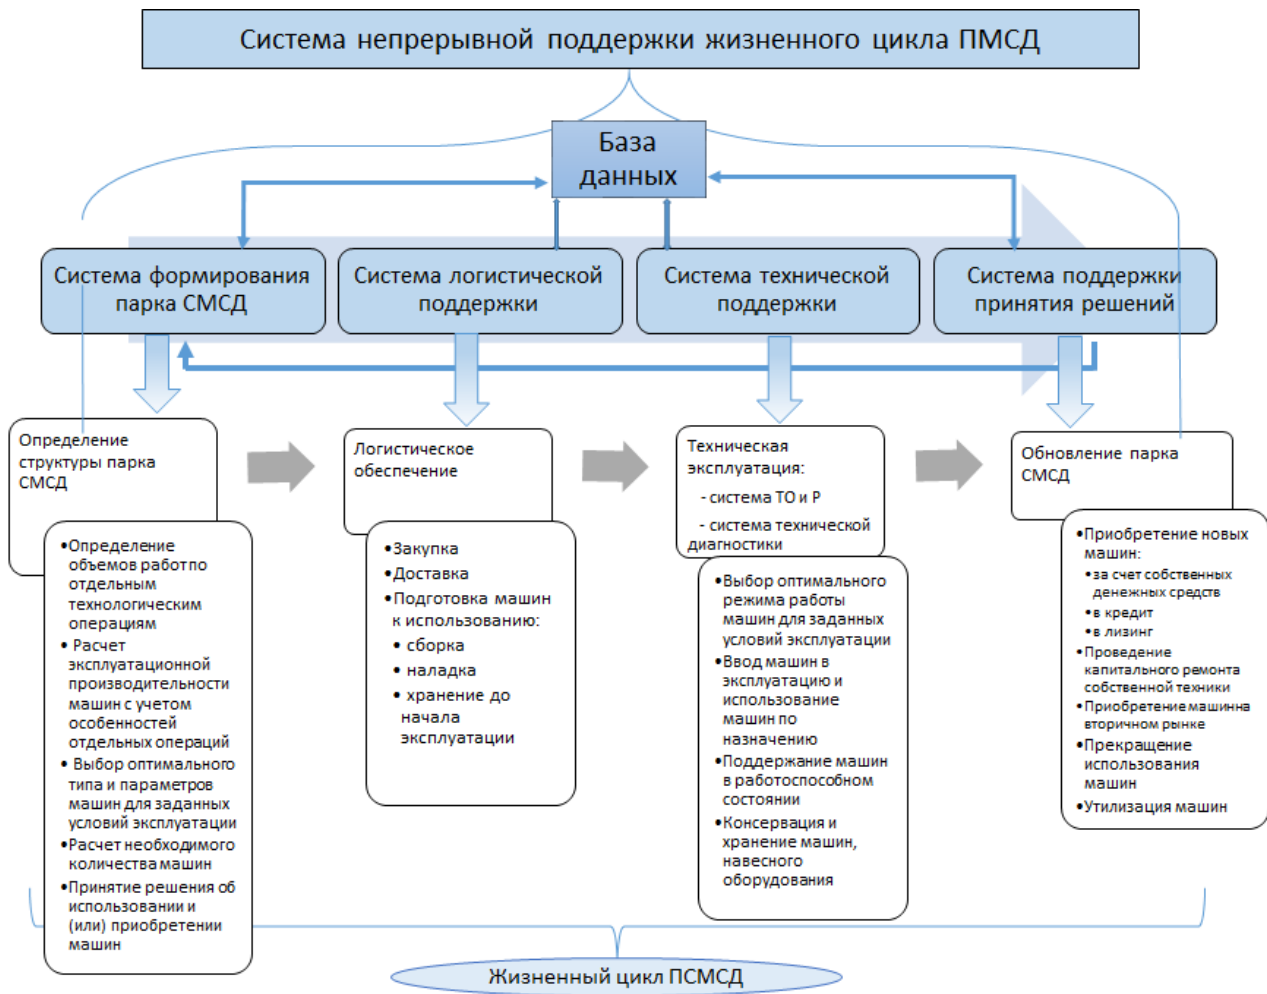 Система непрерывной поддержки жизненного цикла ПМСД
База
данных
Система формирования
парка СМСД
Система логистической
поддержки
Система технической
поддержки
Система поддержки
принятия решений
Определение
структуры парка
СМСД
•Определение
объемов работ по
отдельным
технологическим
операциям
• Расчет
эксплуатационной
производительности
машин с учетом
особенностей
отдельных операций
• Выбор оптимального
типа и параметров
машин для заданных
условий эксплуатации
•Расчет необходимого
количества машин
•Принятие решения об
использовании и
(или) приобретении
машин
Логистическое
обеспечение
•Закупка
•Доставка
•Подготовка машин
к использованию:
• сборка
• наладка
• хранение до
начала
эксплуатации
Техническая
эксплуатация:
- система ТО и Р
- система технической
диагностики
•Выбор оптимального
режима работы
машин для заданных
условий эксплуатации
•Ввод машин в
эксплуатацию и
использование
машин по
назначению
•Поддержание машин
в работоспособном
состоянии
•Консервация и
хранение машин,
навесного
оборудования
Обновление парка
СМСД
•Приобретение новых
машин:
•за счет собственных
денежных средств
•в кредит
•в лизинг
•Проведение
капитального ремонта
собственной техники
•Приобретение машинна
вторичном рынке
•Прекращение
использования
машин
•Утилизация машин
Жизненный цикл ПСМСД